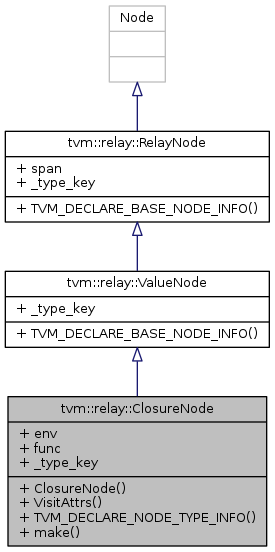 Node
tvm::relay::RelayNode
+ span
+ _type_key
+ TVM_DECLARE_BASE_NODE_INFO()
tvm::relay::ValueNode
+ _type_key
+ TVM_DECLARE_BASE_NODE_INFO()
tvm::relay::ClosureNode
+ env
+ func
+ _type_key
+ ClosureNode()
+ VisitAttrs()
+ TVM_DECLARE_NODE_TYPE_INFO()
+ make()